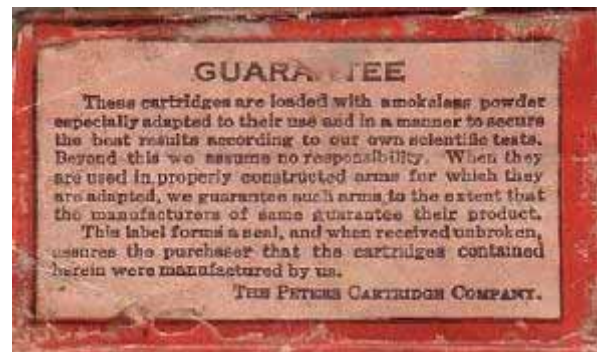 GUARANTEE
These cartridges are loaded with smokeless powder
especially adapted to their use and in a manner to secure
the best results according to our own scientific tests.
Beyond this we assume no responsibility. When they
are used in properly constructed arms for which they
are adapted, we guarantee such arms to the extent that
the manufacturers of same guarantee their product.
This label forms a seal, and when received unbroken,
assures the purchaser that the cartridges contained
herein were manufactured by us.
THE PETERS CARTRIDGE COMPANY.